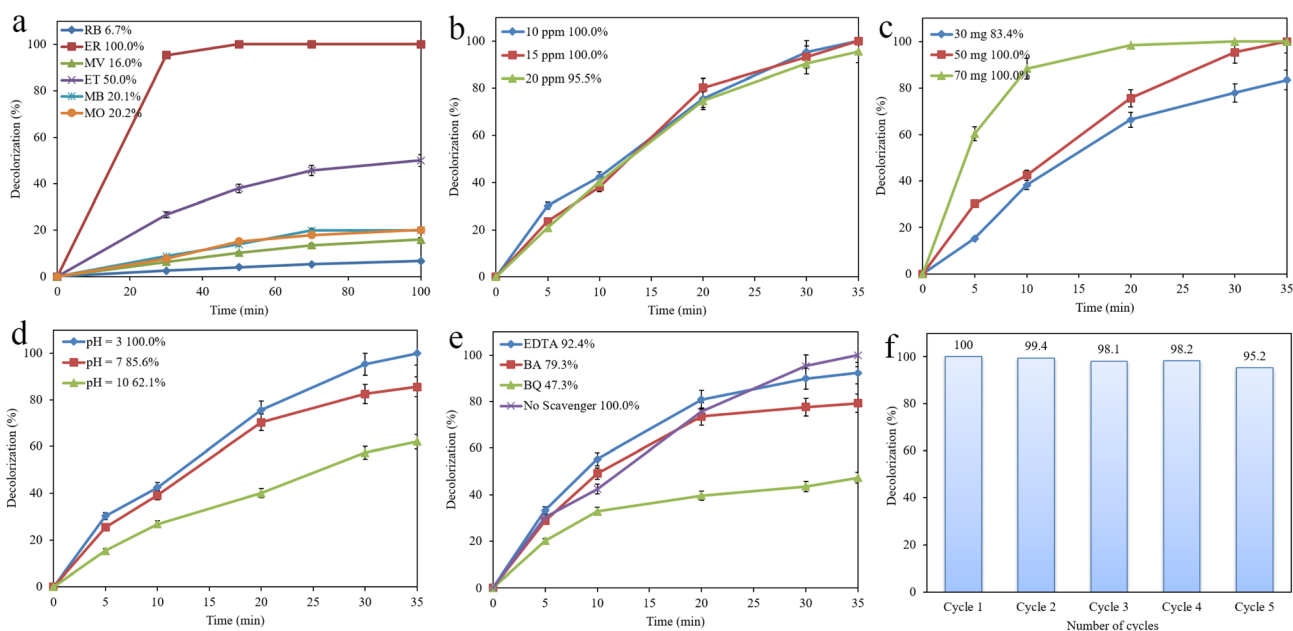 a
RB 6.7%
ER 100.0%
MV 16.0%
ET 50.0%
MB 20.1%
MO 20.2%
100
80
60
40
20
0
Decolorization (%)
0 20 40 60 80 100
Time (min)
b
10 ppm 100.0%
15 ppm 100.0%
20 ppm 95.5%
100
80
60
40
20
0
Decolorization (%)
0 5 10 15 20 25 30 35
Time (min)
c
30 mg 83.4%
50 mg 100.0%
70 mg 100.0%
100
80
60
40
20
0
Decolorization (%)
0 5 10 15 20 25 30 35
Time (min)
d
pH = 3 100.0%
pH = 7 85.6%
pH = 10 62.1%
100
80
60
40
20
0
Decolorization (%)
0 5 10 15 20 25 30 35
Time (min)
e
EDTA 92.4%
BA 79.3%
BQ 47.3%
No Scavenger 100.0%
100
80
60
40
20
0
Decolorization (%)
0 5 10 15 20 25 30 35
Time (min)
f
100 99.4 98.1 98.2 95.2
100
80
60
40
20
0
Decolorization (%)
Cycle 1 Cycle 2 Cycle 3 Cycle 4 Cycle 5
Number of cycles